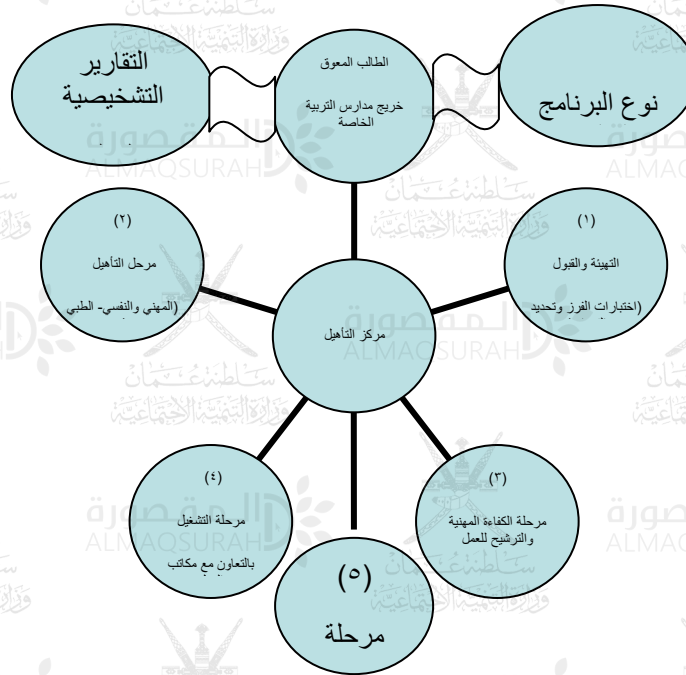 التقارير
التشخيصية
الطالب المعوق
خريج مدارس التربية
الخاصة
نوع البرنامج
(٢)
مرحل التأهيل
(المهني والنفسي- الطبي
(١)
التهيئة والقبول
(اختبارات الفرز وتحديد
مركز التأهيل
(٤)
مرحلة التشغيل
بالتعاون مع مكاتب
(٣)
مرحلة الكفاءة المهنية
والترشيح للعمل
(٥)
مرحلة
المقصورة
ALMAQSURAH
سلطنة عُمان
وزارة التنمية الاجتماعية